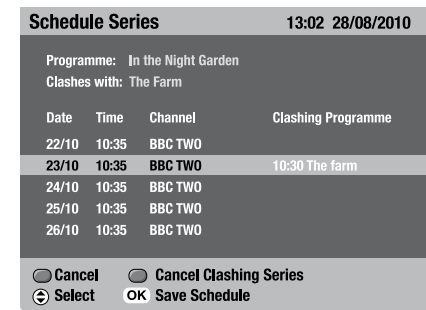 Schedule Series 13:02 28/08/2010
Programme: In the Night Garden
Clashes with: The Farm
Date Time Channel Clashing Programme
22/10 10:35 BBC TWO
23/10 10:35 BBC TWO 10:30 The farm
24/10 10:35 BBC TWO
25/10 10:35 BBC TWO
26/10 10:35 BBC TWO
Cancel Cancel Clashing Series
Select OK Save Schedule